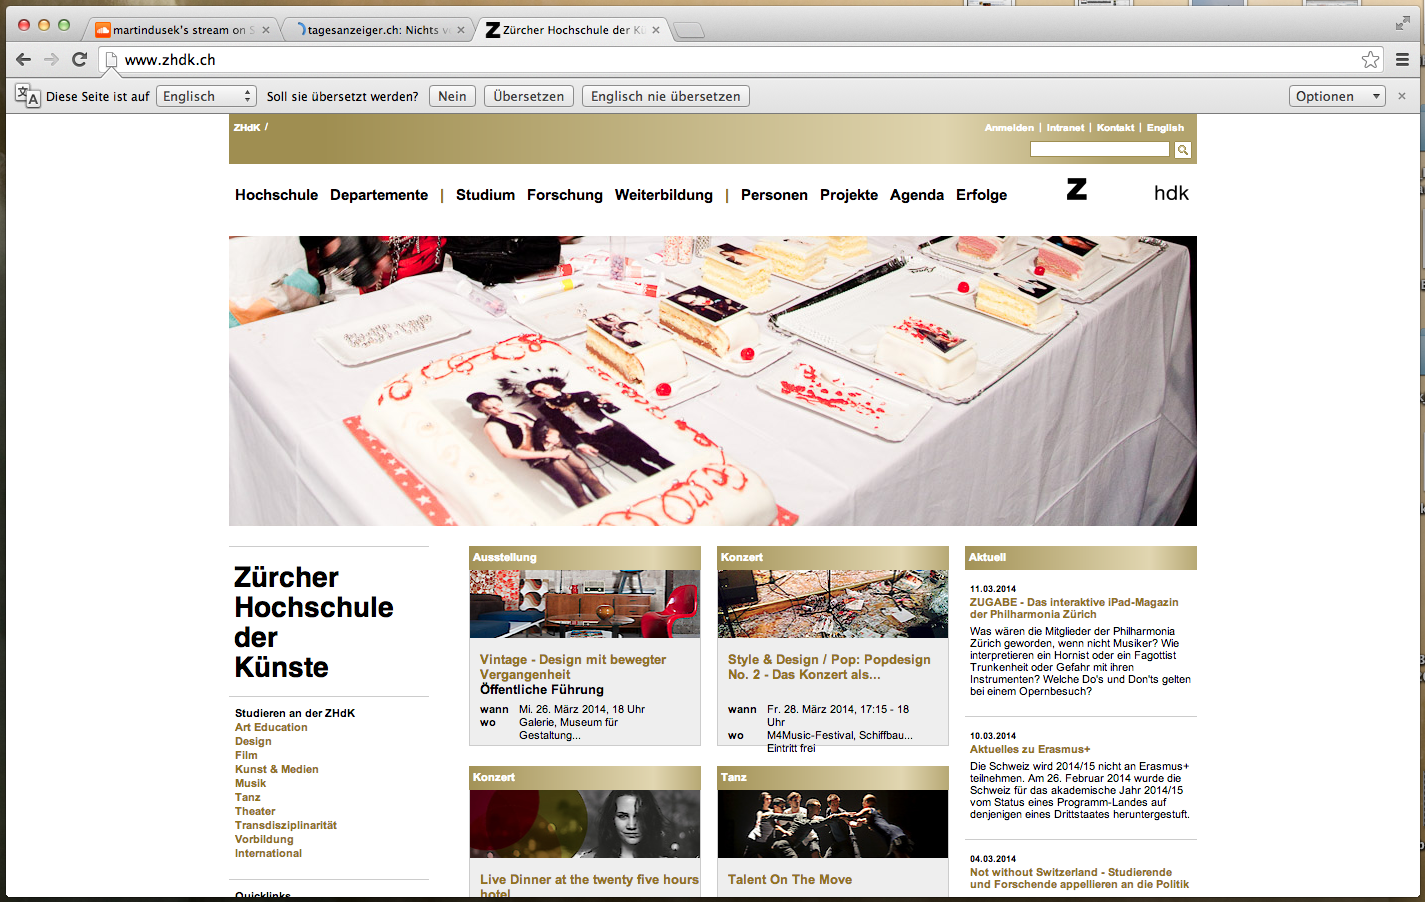 martindusek's stream on S
tagesanzeiger.ch: Nichts v
Zürcher Hochschule der Kü
www.zhdk.ch
Diese Seite ist auf Englisch Soll sie übersetzt werden? Nein Übersetzen Englisch nie übersetzen Optionen
ZHdK /
Anmelden | Intranet | Kontakt | English
Hochschule Departemente | Studium Forschung Weiterbildung | Personen Projekte Agenda Erfolge
Z hdk
Zürcher
Hochschule
der
Künste
Studieren an der ZHdK
Art Education
Design
Film
Kunst & Medien
Musik
Tanz
Theater
Transdisziplinarität
Vorbildung
International
Quicklinks
Ausstellung
Vintage - Design mit bewegter
Vergangenheit
Öffentliche Führung
wann Mi. 26. März 2014, 18 Uhr
wo Galerie, Museum für
Gestaltung...
Konzert
Style & Design / Pop: Popdesign
No. 2 - Das Konzert als...
wann Fr. 28. März 2014, 17:15 - 18
Uhr
wo M4Music-Festival, Schiffbau...
Eintritt frei
Konzert
Live Dinner at the twenty five hours
hotel
Tanz
Talent On The Move
Aktuell
11.03.2014
ZUGABE - Das interaktive iPad-Magazin
der Philharmonia Zürich
Was wären die Mitglieder der Philharmonia
Zürich geworden, wenn nicht Musiker? Wie
interpretieren ein Hornist oder ein Fagottist
Trunkenheit oder Gefahr mit ihren
Instrumenten? Welche Do's und Don'ts gelten
bei einem Opernbesuch?
10.03.2014
Aktuelles zu Erasmus+
Die Schweiz wird 2014/15 nicht an Erasmus+
teilnehmen. Am 26. Februar 2014 wurde die
Schweiz für das akademische Jahr 2014/15
vom Status eines Programm-Landes auf
denjenigen eines Drittstaates heruntergestuft.
04.03.2014
Not without Switzerland - Studierende
und Forschende appellieren an die Politik